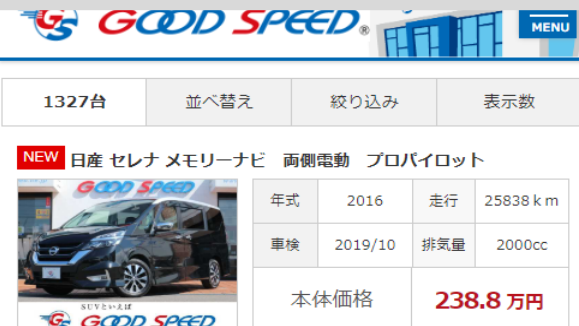 GS GOOD SPEED®
MENU
1327台 並べ替え 絞り込み 表示数
NEW 日産 セレナ メモリーナビ 両側電動 プロパイロット
GOOD SPEED
年式 2016 走行 25838ｋｍ
車検 2019/10 排気量 2000cc
本体価格 238.8 万円
SUVといえば
GS GOOD SPEED